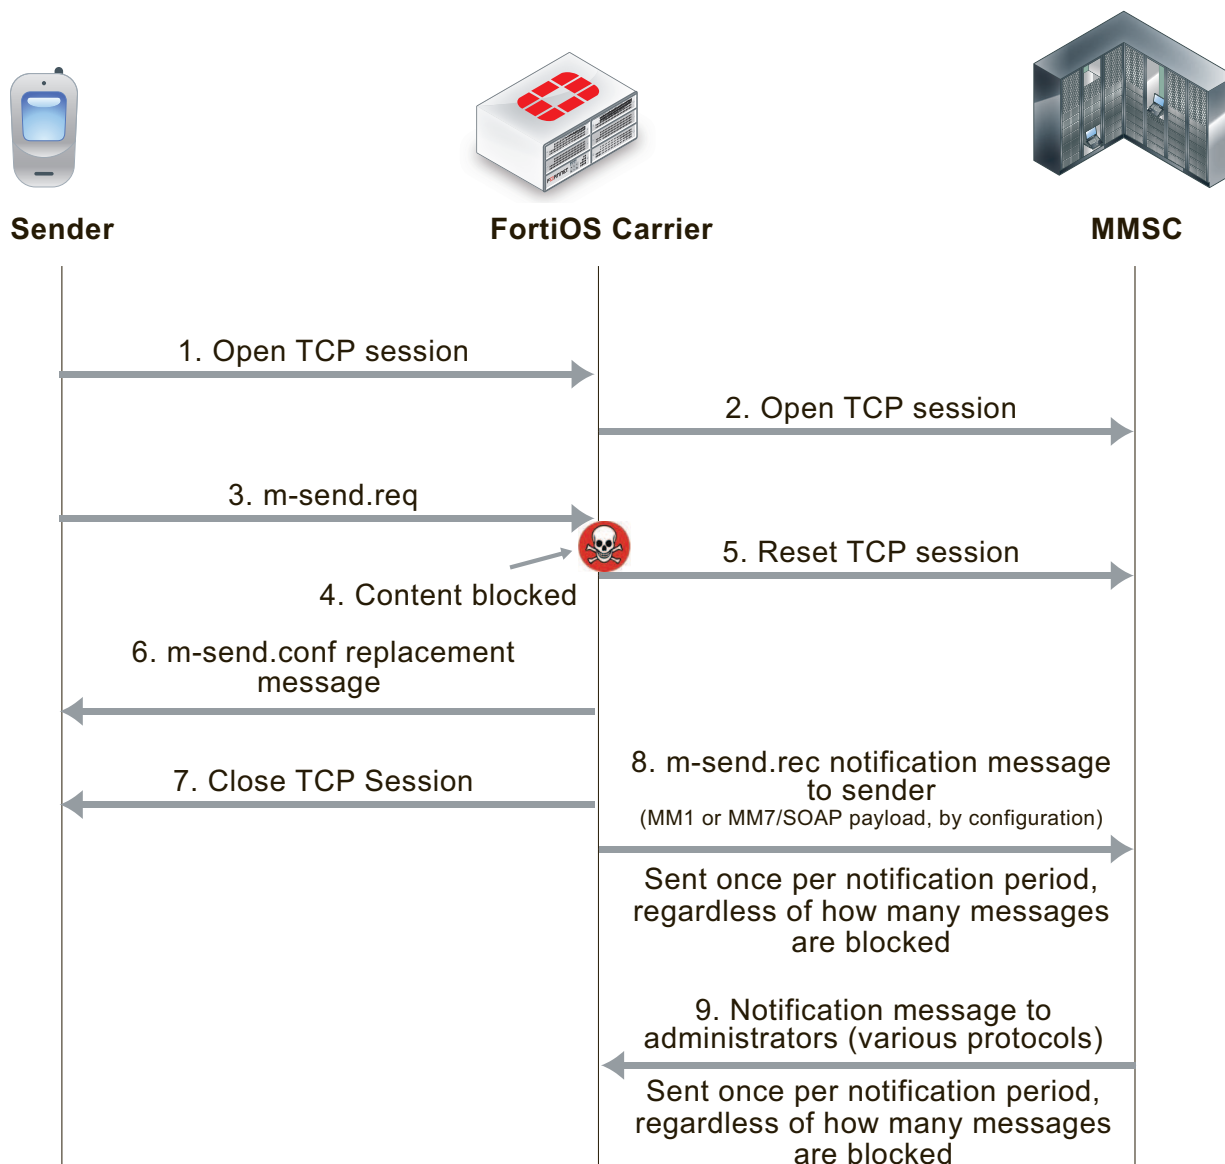 Sender
FortiOS Carrier
MMSC
1. Open TCP session
2. Open TCP session
3. m-send.req
5. Reset TCP session
4. Content blocked
6. m-send.conf replacement
message
7. Close TCP Session
8. m-send.rec notification message
to sender
(MM1 or MM7/SOAP payload, by configuration)
Sent once per notification period,
regardless of how many messages
are blocked
9. Notification message to
administrators (various protocols)
Sent once per notification period,
regardless of how many messages
are blocked